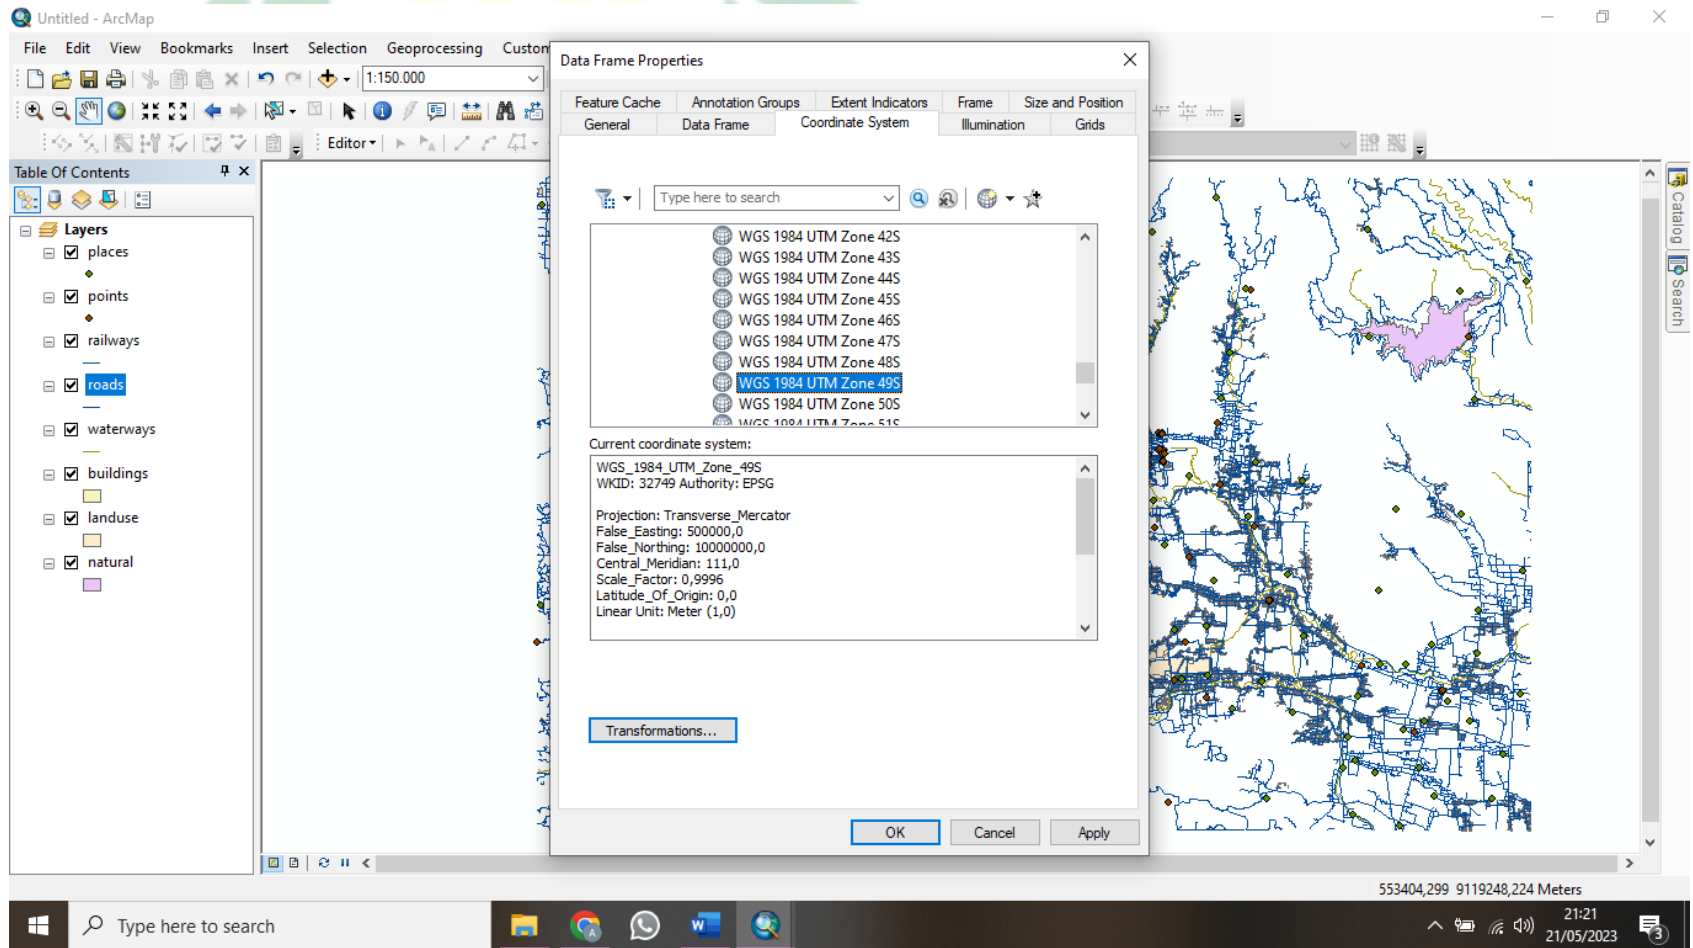 Untitled - ArcMap
File Edit View Bookmarks Insert Selection Geoprocessing Custom
1:150.000
Editor
Table Of Contents
Layers
places
points
railways
roads
waterways
buildings
landuse
natural
Data Frame Properties
Feature Cache Annotation Groups Extent Indicators Frame Size and Position
General Data Frame Coordinate System Illumination Grids
Type here to search
WGS 1984 UTM Zone 42S
WGS 1984 UTM Zone 43S
WGS 1984 UTM Zone 44S
WGS 1984 UTM Zone 45S
WGS 1984 UTM Zone 46S
WGS 1984 UTM Zone 47S
WGS 1984 UTM Zone 48S
WGS 1984 UTM Zone 49S
WGS 1984 UTM Zone 50S
WGS 1984 UTM Zone 51S
Current coordinate system:
WGS_1984_UTM_Zone_49S
WKID: 32749 Authority: EPSG
Projection: Transverse_Mercator
False_Easting: 500000,0
False_Northing: 10000000,0
Central_Meridian: 111,0
Scale_Factor: 0,9996
Latitude_Of_Origin: 0,0
Linear Unit: Meter (1,0)
Transformations...
OK Cancel Apply
Catalog
Search
553404,299 9119248,224 Meters
Type here to search
21:21
21/05/2023
3